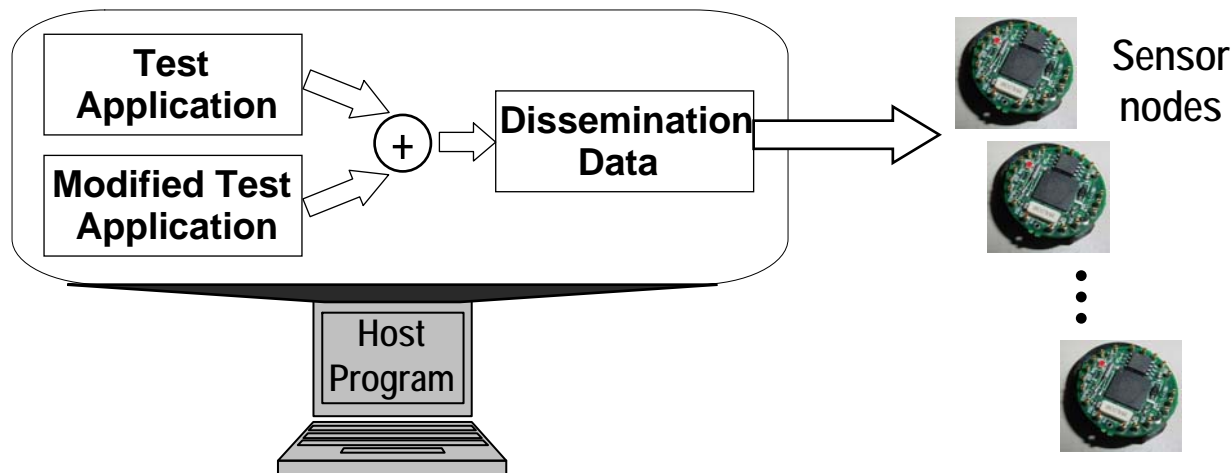 Test
Application
Modified Test
Application
+
Dissemination
Data
Sensor
nodes
Host
Program